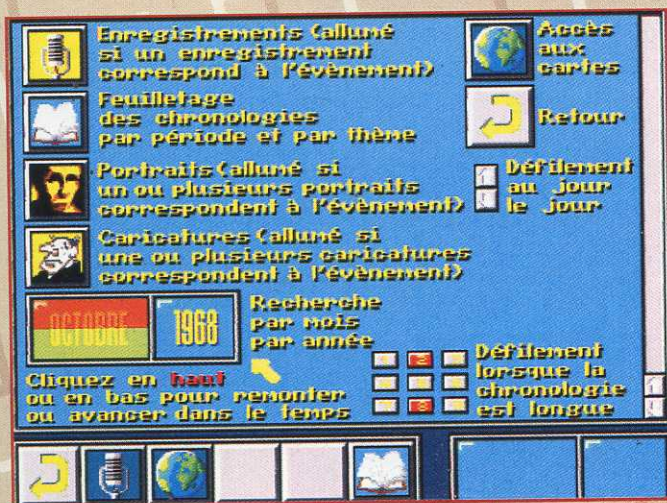 Enregistrements (allumé
si un enregistrement
correspond à l'évènement)
Accès
aux
cartes
Feuilletage
des chronologies
par période et par thème
Retour
Portraits (allumé si
un ou plusieurs portraits
correspondent à l'évènement)
Défilement
au jour
le jour
Caricatures (allumé si
une ou plusieurs caricatures
correspondent à l'évènement)
OCTOBRE
1968
Recherche
par mois
par année
Cliquez en haut
ou en bas pour remonter
ou avancer dans le temps
Défilement
lorsque la
chronologie
est longue